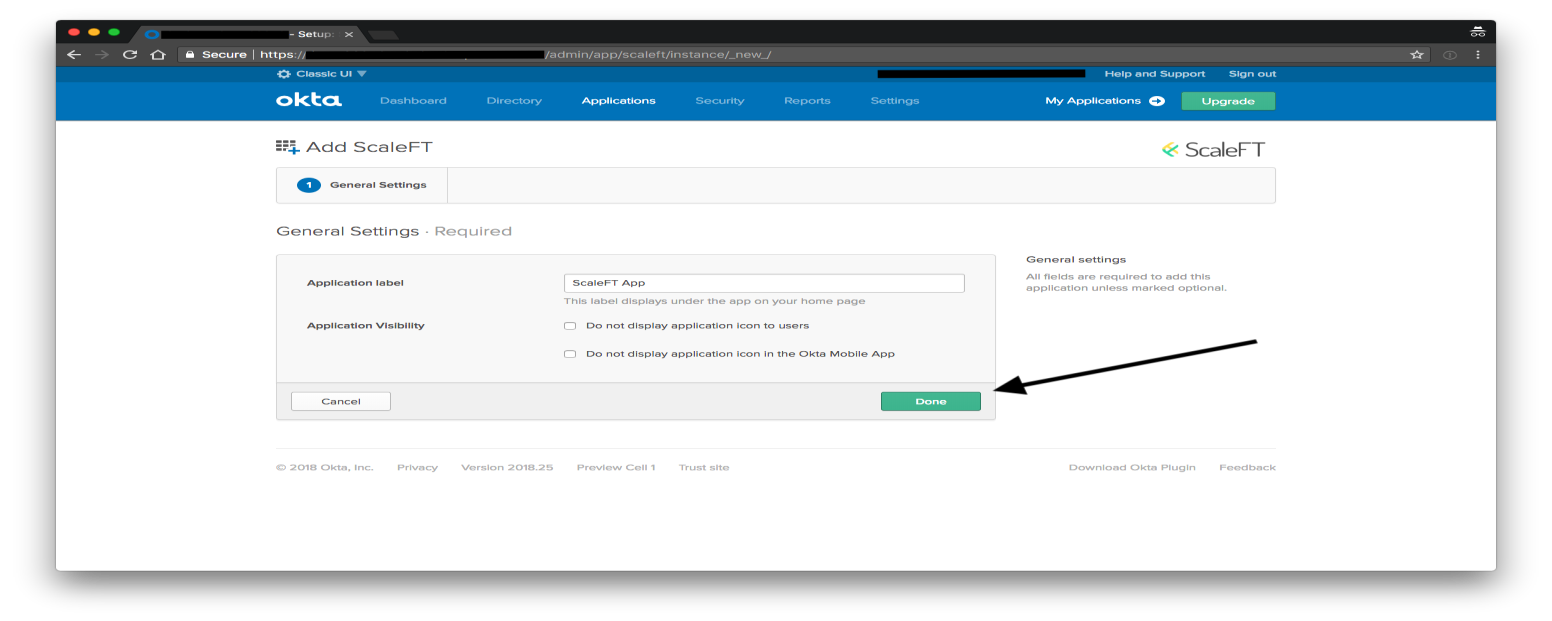 - Setup: ×
Secure | https:// /admin/app/scaleft/instance/_new_/
Classic UI Help and Support Sign out
okta Dashboard Directory Applications Security Reports Settings My Applications Upgrade
Add ScaleFT ScaleFT
1 General Settings
General Settings · Required
General settings
All fields are required to add this
application unless marked optional.
Application label ScaleFT App
This label displays under the app on your home page
Application Visibility Do not display application icon to users
Do not display application icon in the Okta Mobile App
Cancel Done
© 2018 Okta, Inc. Privacy Version 2018.25 Preview Cell 1 Trust site Download Okta Plugin Feedback